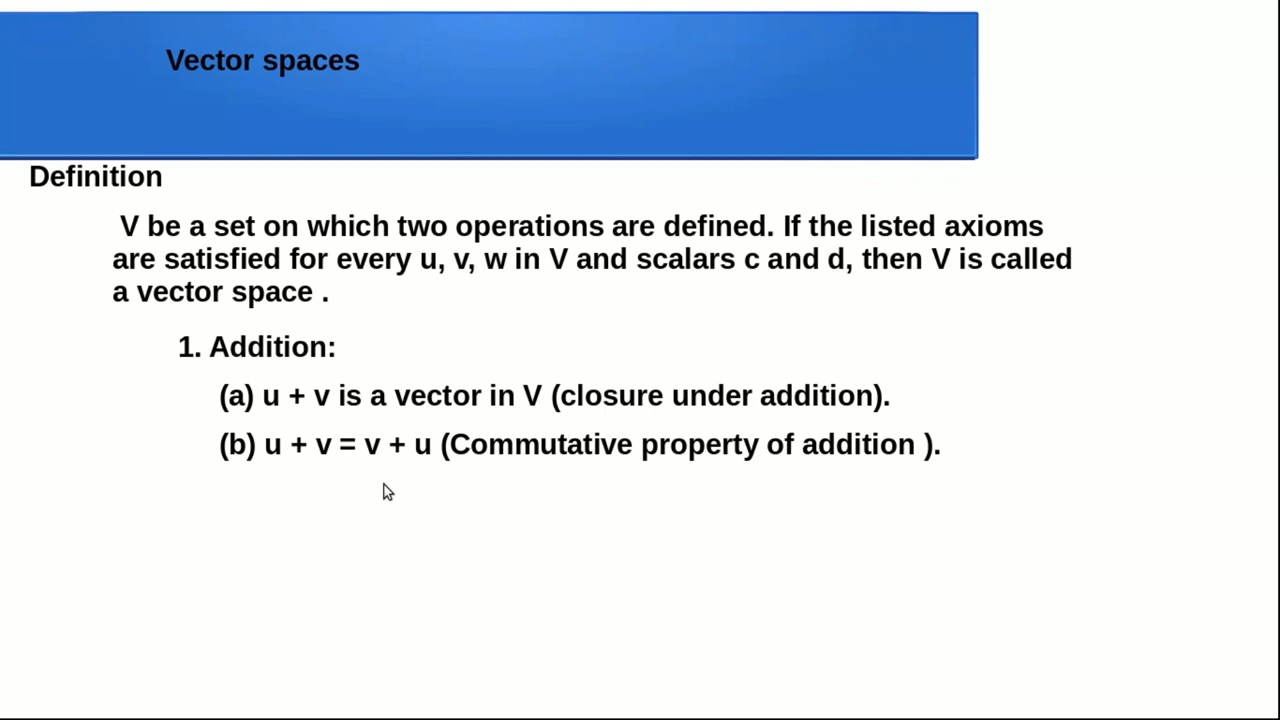 Vector spaces
Definition
V be a set on which two operations are defined. If the listed axioms
are satisfied for every u, v, w in V and scalars c and d, then V is called
a vector space .
1. Addition:
(a) u + v is a vector in V (closure under addition).
(b) u + v = v + u (Commutative property of addition ).